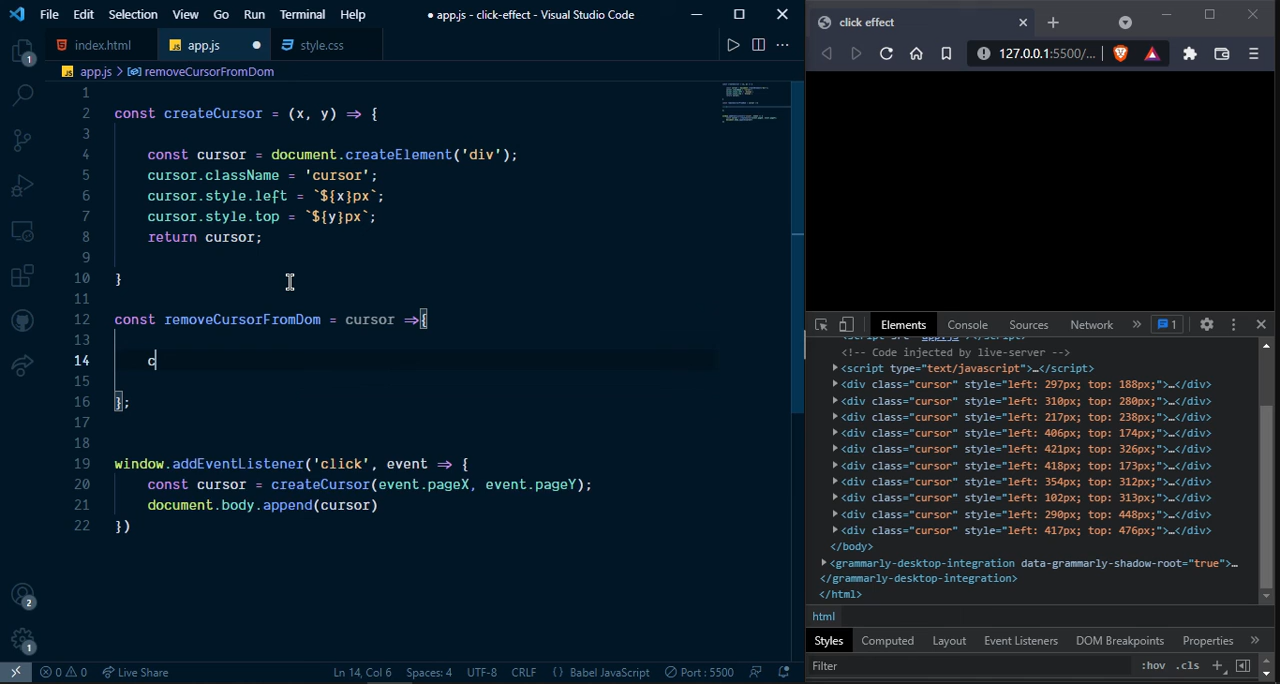 File Edit Selection View Go Run Terminal Help ● app.js - click-effect - Visual Studio Code
index.html JS app.js ● style.css
JS app.js > removeCursorFromDom
1
2 const createCursor = (x, y) => {
3
4 const cursor = document.createElement('div');
5 cursor.className = 'cursor';
6 cursor.style.left = `${x}px`;
7 cursor.style.top = `${y}px`;
8 return cursor;
9
10 }
11
12 const removeCursorFromDom = cursor =>{
13
14 c
15
16 };
17
18
19 window.addEventListener('click', event => {
20 const cursor = createCursor(event.pageX, event.pageY);
21 document.body.append(cursor)
22 })
1
2
1
0 0 Live Share Ln 14, Col 6 Spaces: 4 UTF-8 CRLF {} Babel JavaScript Port : 5500
click effect
127.0.0.1:5500/...
Elements Console Sources Network » 1
<!-- Code injected by live-server -->
<script type="text/javascript">…</script>
<div class="cursor" style="left: 297px; top: 188px;">…</div>
<div class="cursor" style="left: 310px; top: 280px;">…</div>
<div class="cursor" style="left: 217px; top: 238px;">…</div>
<div class="cursor" style="left: 406px; top: 174px;">…</div>
<div class="cursor" style="left: 421px; top: 326px;">…</div>
<div class="cursor" style="left: 418px; top: 173px;">…</div>
<div class="cursor" style="left: 354px; top: 312px;">…</div>
<div class="cursor" style="left: 102px; top: 313px;">…</div>
<div class="cursor" style="left: 290px; top: 448px;">…</div>
<div class="cursor" style="left: 417px; top: 476px;">…</div>
</body>
<grammarly-desktop-integration data-grammarly-shadow-root="true">…
</grammarly-desktop-integration>
</html>
html
Styles Computed Layout Event Listeners DOM Breakpoints Properties »
Filter :hov .cls +